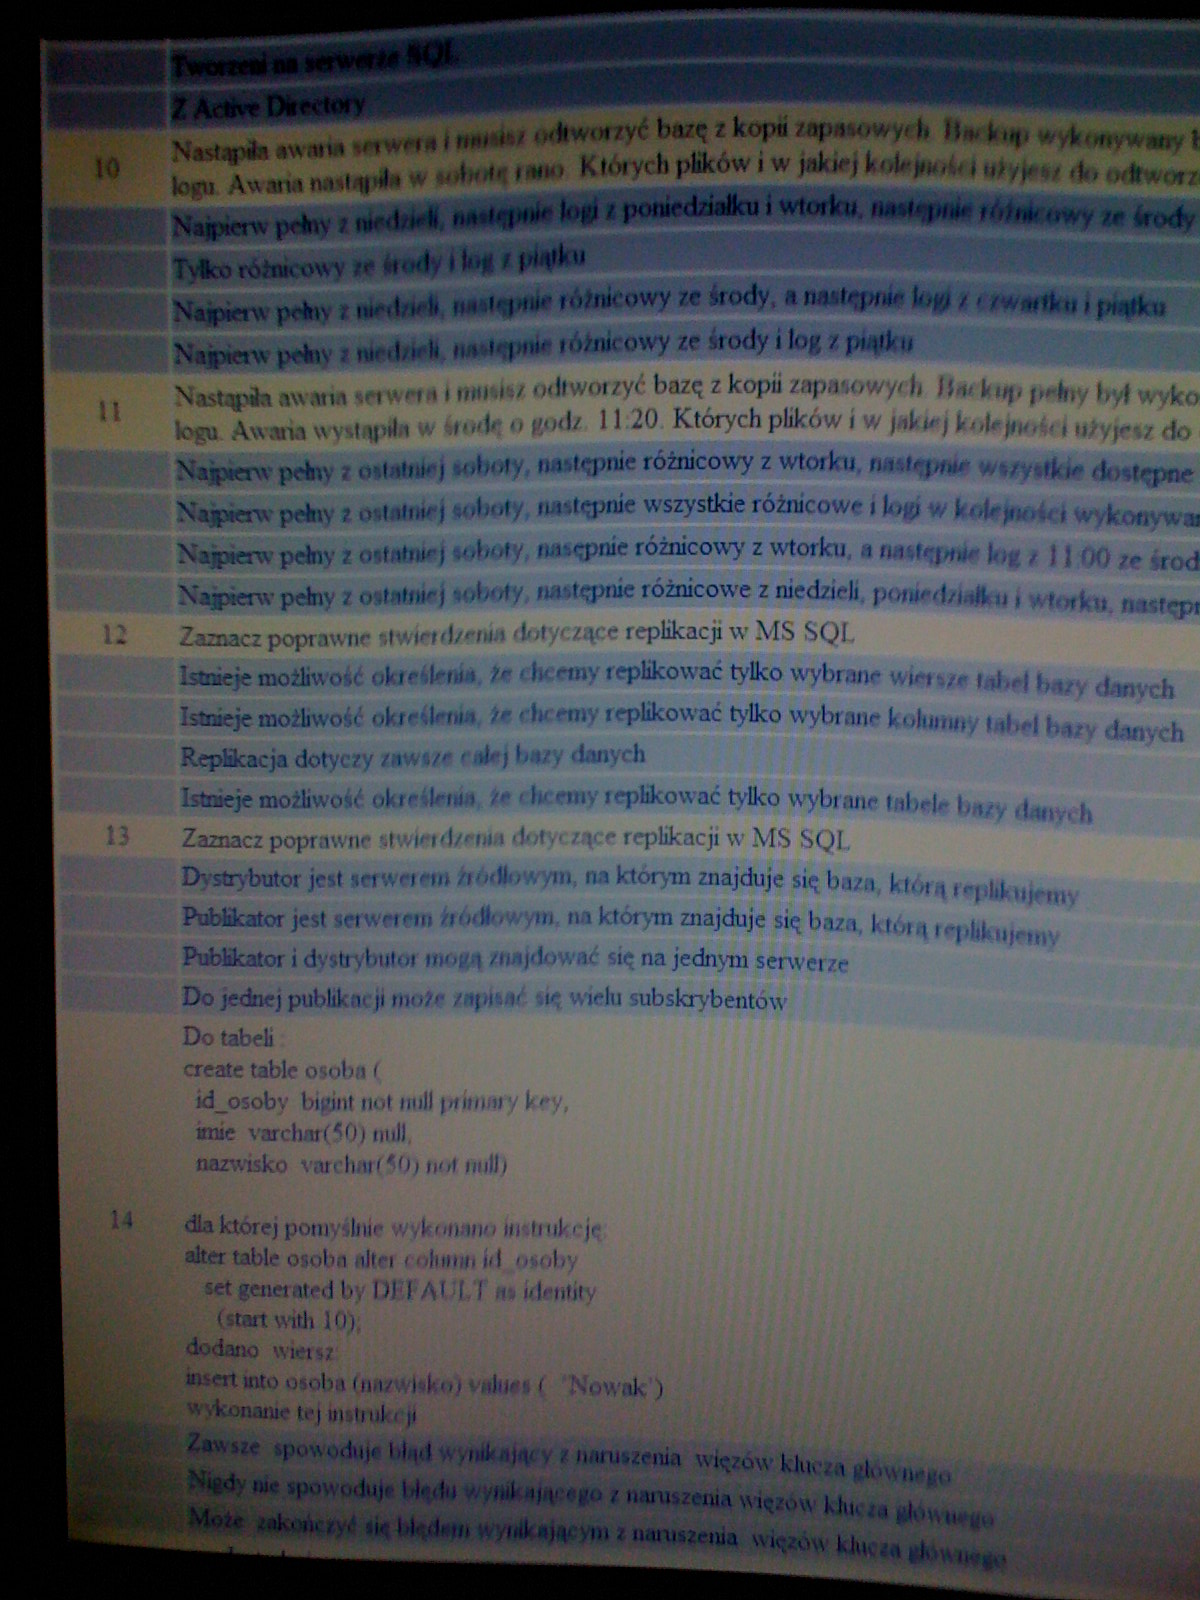 Tworzeni na serwerze SQL
Z Active Directory
10 Nastąpiła awaria serwera i musisz odtworzyć bazę z kopii zapasowych. Backup wykonywany
logu. Awaria nastąpiła w sobotę rano. Których plików i w jakiej kolejności użyjesz do odtworz
Najpierw pełny z niedzieli, następnie logi z poniedziałku i wtorku, następnie różnicowy ze środy
Tylko różnicowy ze środy i log z piątku
Najpierw pełny z niedzieli, następnie różnicowy ze środy, a następnie logi z czwartku i piątku
Najpierw pełny z niedzieli, następnie różnicowy ze środy i log z piątku
11 Nastąpiła awaria serwera i musisz odtworzyć bazę z kopii zapasowych. Backup pełny był wyko
logu. Awaria wystąpiła w środę o godz. 11:20. Których plików i w jakiej kolejności użyjesz do
Najpierw pełny z ostatniej soboty, następnie różnicowy z wtorku, następnie wszystkie dostępne
Najpierw pełny z ostatniej soboty, następnie wszystkie różnicowe i logi w kolejności wykonywa
Najpierw pełny z ostatniej soboty, nasępnie różnicowy z wtorku, a następnie log z 11:00 ze środ
Najpierw pełny z ostatniej soboty, następnie różnicowe z niedzieli, poniedziałku i wtorku, następn
12 Zaznacz poprawne stwierdzenia dotyczące replikacji w MS SQL
Istnieje możliwość określenia, że chcemy replikować tylko wybrane wiersze tabel bazy danych
Istnieje możliwość określenia, że chcemy replikować tylko wybrane kolumny tabel bazy danych
Replikacja dotyczy zawsze całej bazy danych
Istnieje możliwość określenia, że chcemy replikować tylko wybrane tabele bazy danych
13 Zaznacz poprawne stwierdzenia dotyczące replikacji w MS SQL
Dystrybutor jest serwerem źródłowym, na którym znajduje się baza, którą replikujemy
Publikator jest serwerem źródłowym, na którym znajduje się baza, którą replikujemy
Publikator i dystrybutor mogą znajdować się na jednym serwerze
Do jednej publikacji może zapisać się wielu subskrybentów
Do tabeli
create table osoba (
id_osoby bigint not null primary key,
imie varchar(50) null,
nazwisko varchar(50) not null)
14 dla której pomyślnie wykonano instrukcję
alter table osoba alter column id_osoby
set generated by DEFAULT as identity
(start with 10);
dodano wiersz
insert into osoba (nazwisko) values ( 'Nowak')
wykonanie tej instrukcji
Zawsze spowoduje błąd wynikający z naruszenia więzów klucza głównego
Nigdy nie spowoduje błędu wynikającego z naruszenia więzów klucza głównego
Może zakończyć się błędem wynikającym z naruszenia więzów klucza głównego